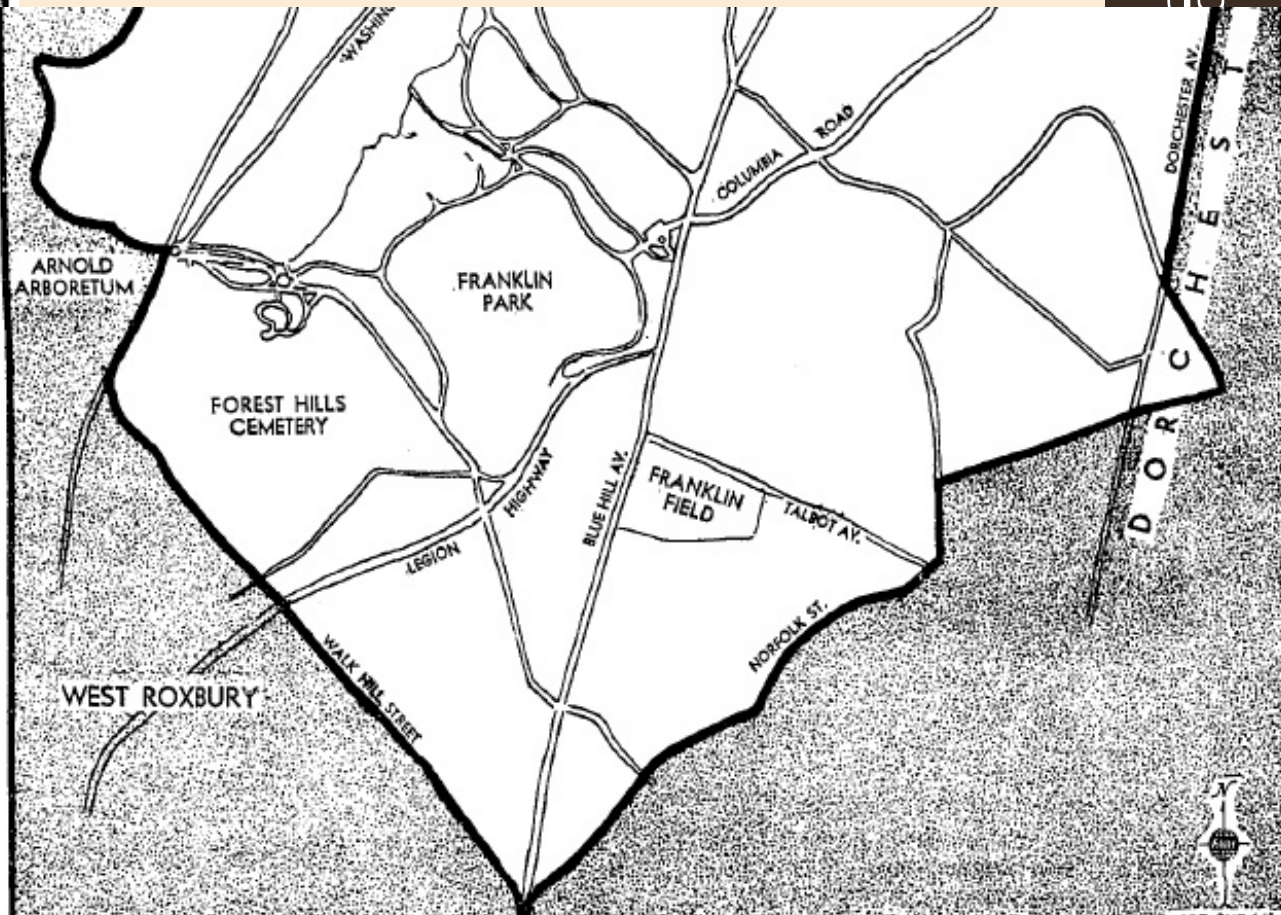 WASHING
DORCHESTER AV.
COLUMBIA
ROAD
ARNOLD
ARBORETUM
FRANKLIN
PARK
FOREST HILLS
CEMETERY
DORCHEST
LEGION
HIGHWAY
BLUE HILL AV.
FRANKLIN
FIELD
TALBOT AV.
NORFOLK ST.
WALK HILL STREET
WEST ROXBURY
N